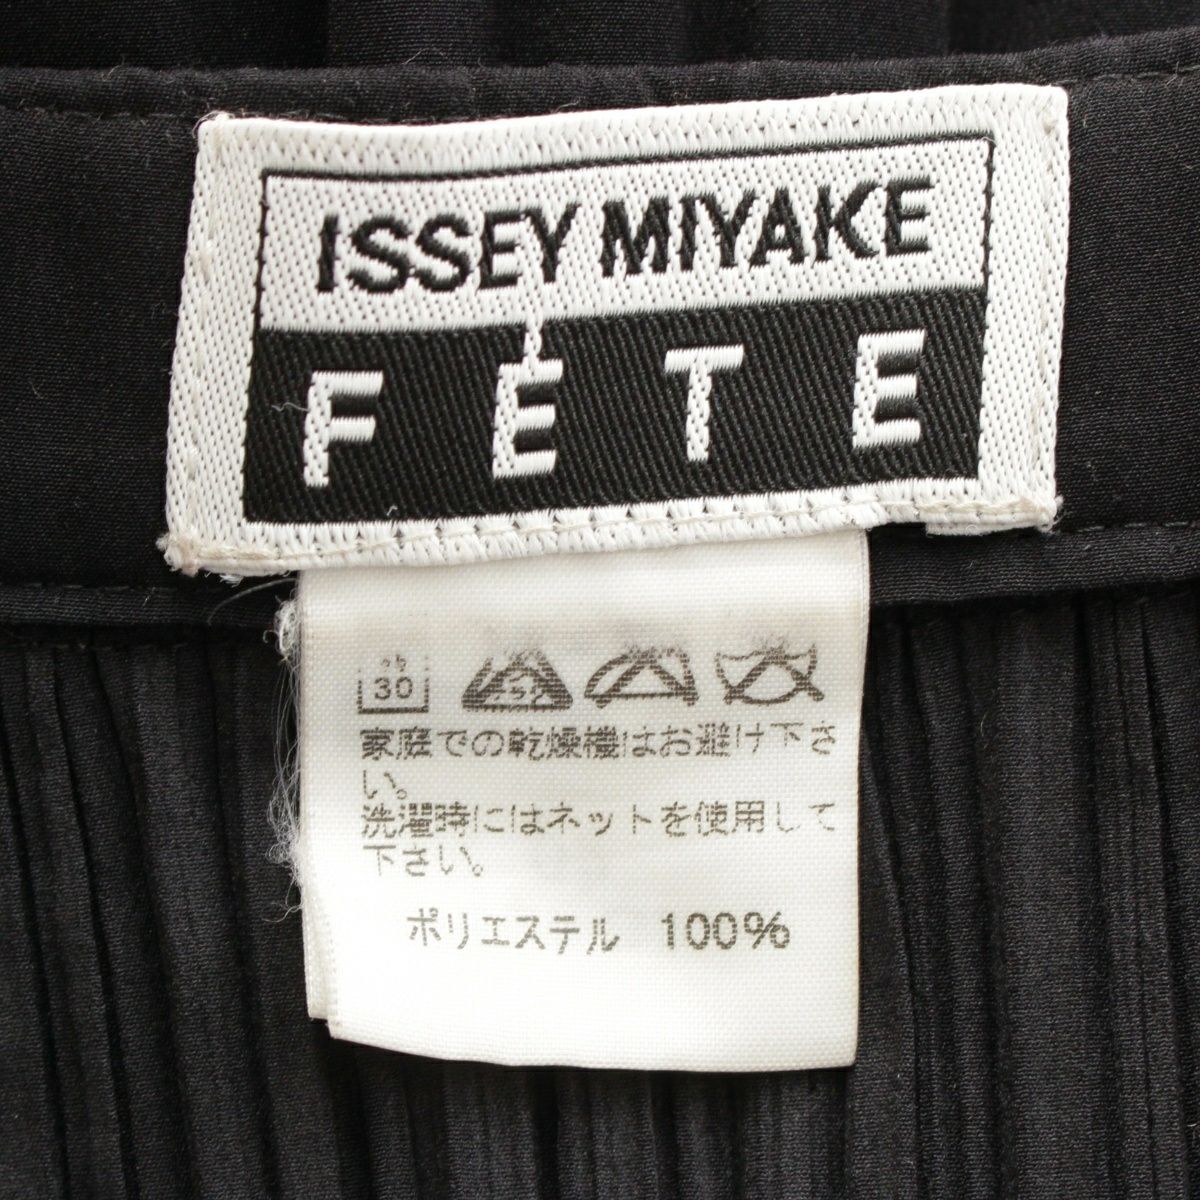 ISSEY MIYAKE
FÊTE
30
家庭での乾燥機はお避け下さ
い。
洗濯時にはネットを使用して
下さい。
ポリエステル 100%